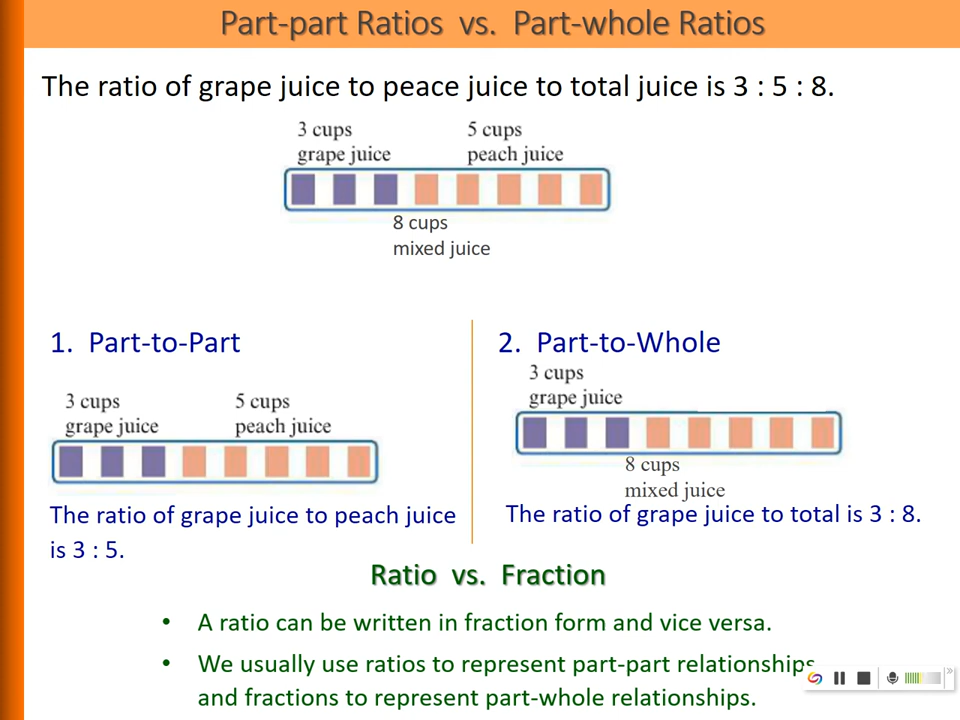 Part-part Ratios vs. Part-whole Ratios
The ratio of grape juice to peace juice to total juice is 3 : 5 : 8.
3 cups
grape juice
5 cups
peach juice
8 cups
mixed juice
1. Part-to-Part
3 cups
grape juice
5 cups
peach juice
The ratio of grape juice to peach juice
is 3 : 5.
2. Part-to-Whole
3 cups
grape juice
8 cups
mixed juice
The ratio of grape juice to total is 3 : 8.
Ratio vs. Fraction
• A ratio can be written in fraction form and vice versa.
• We usually use ratios to represent part-part relationships
and fractions to represent part-whole relationships.